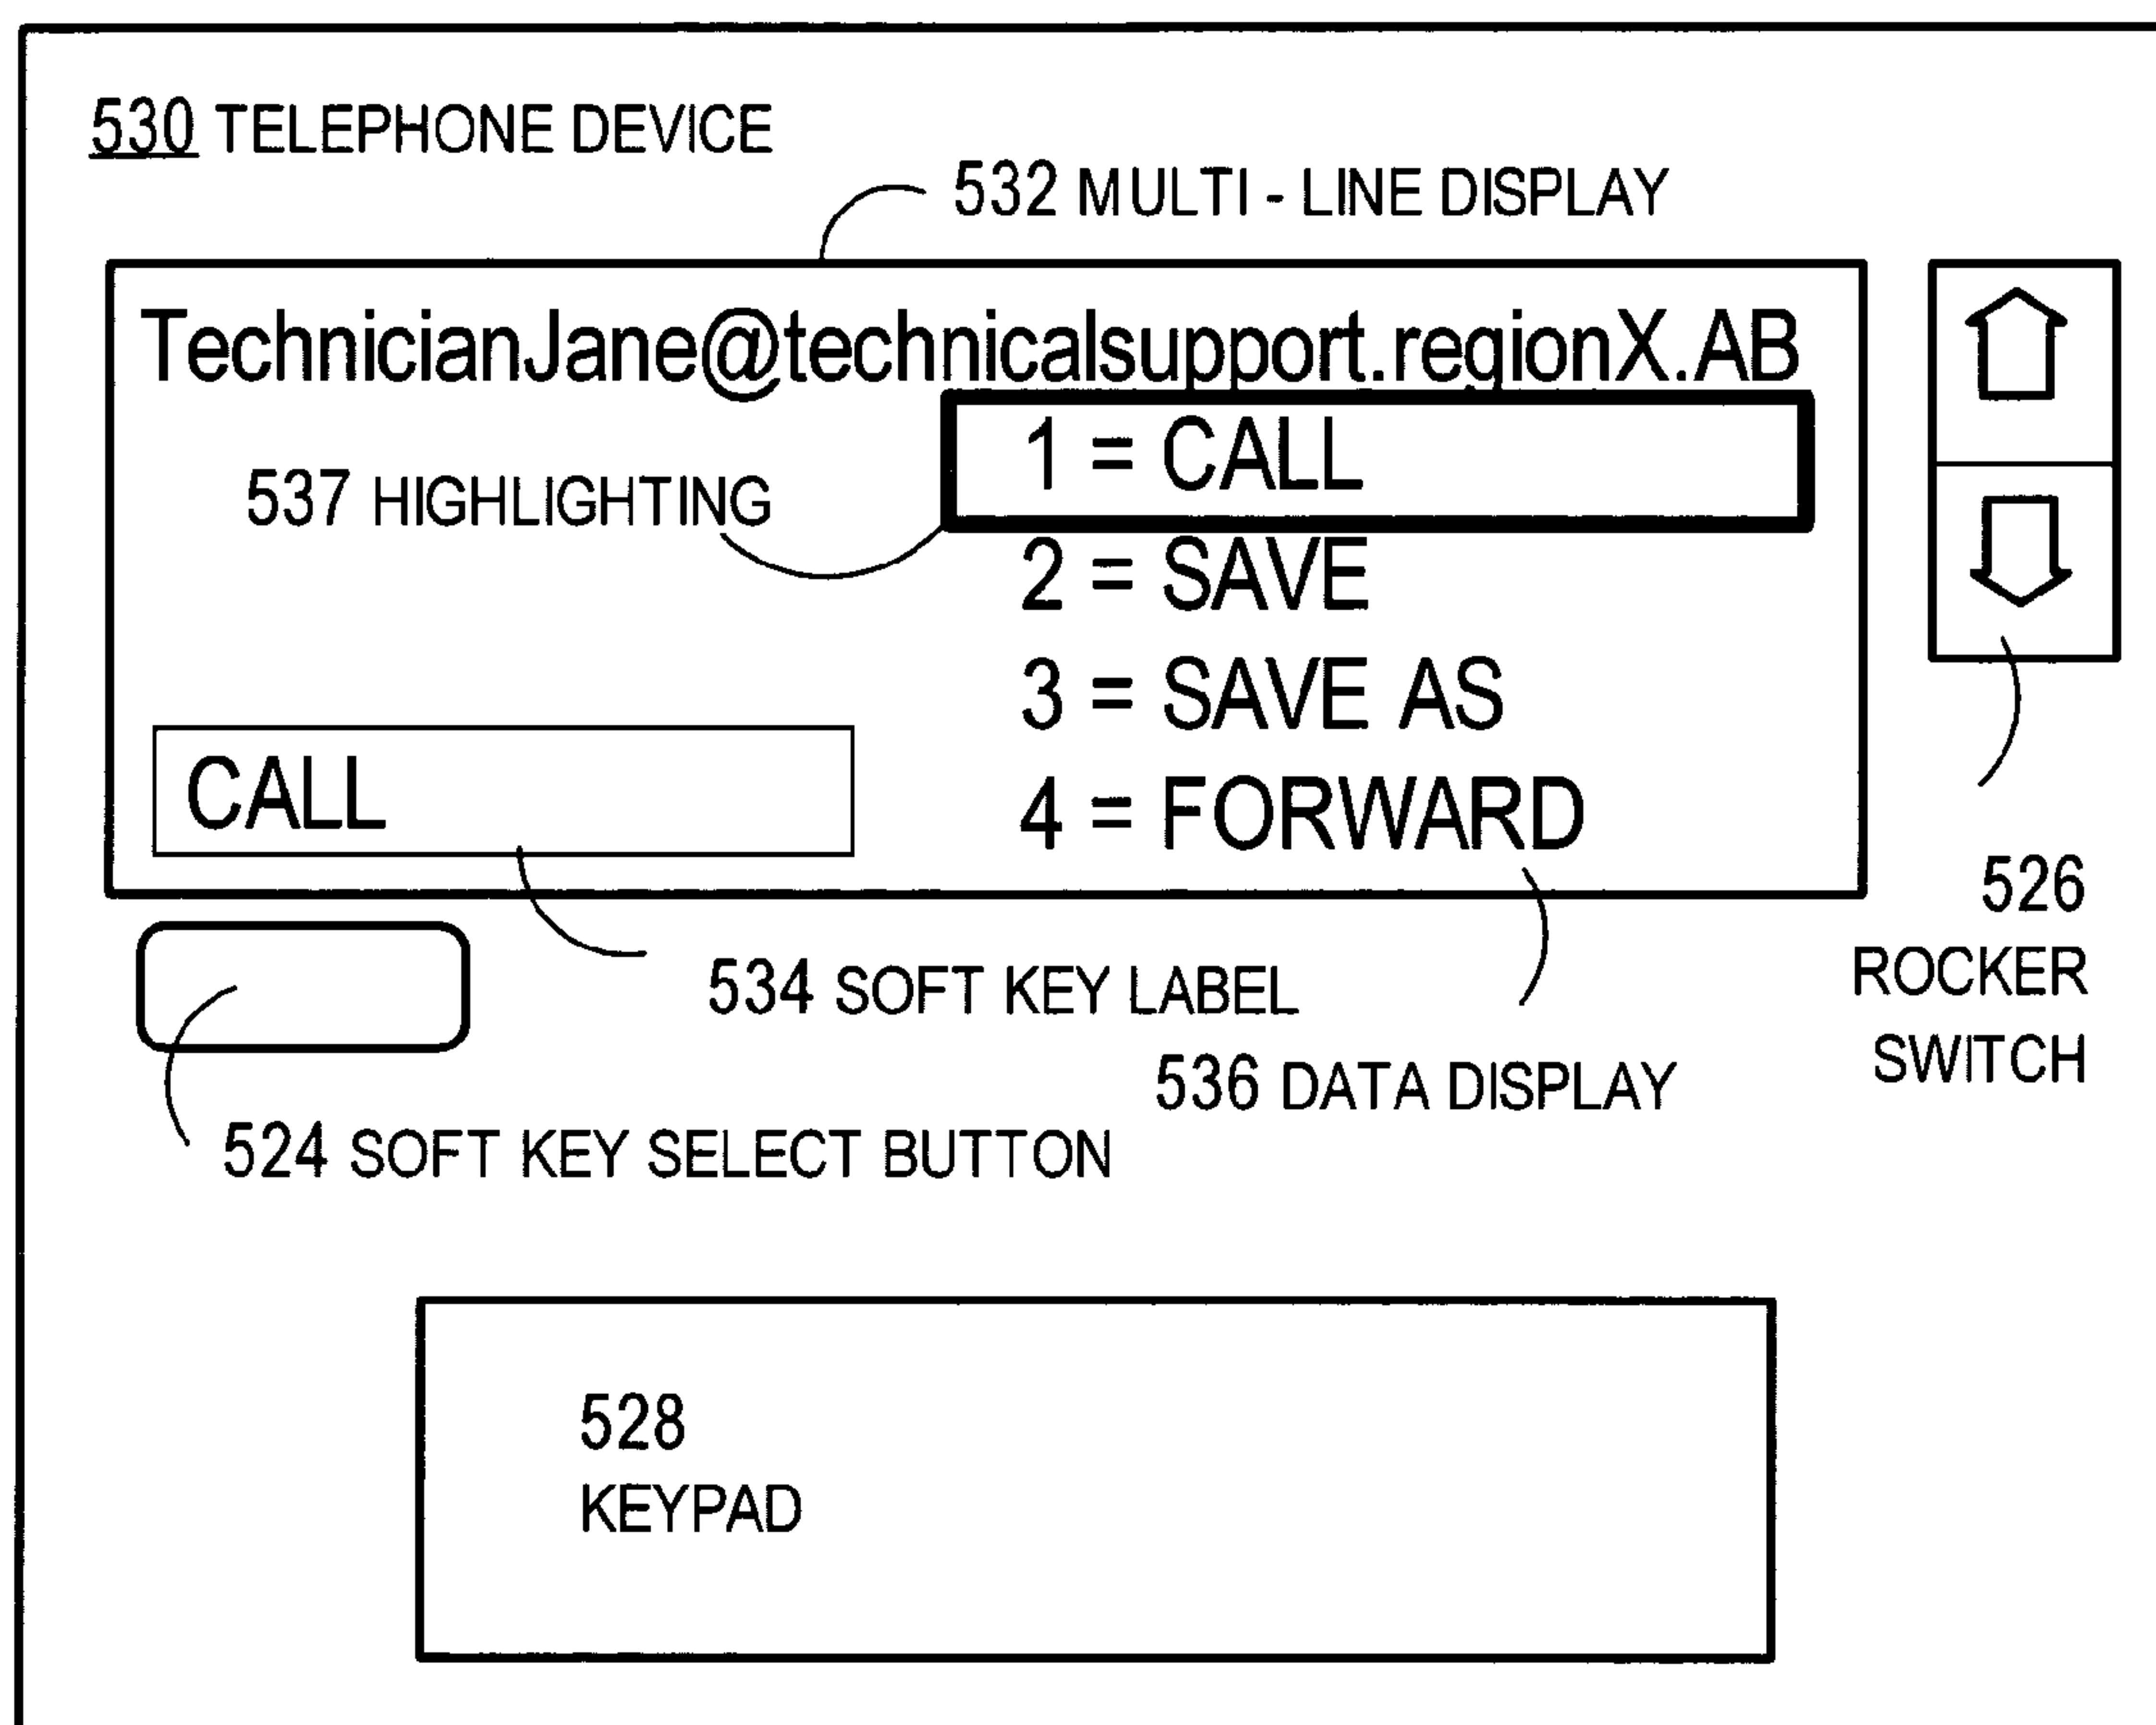 530 TELEPHONE DEVICE
532 MULTI - LINE DISPLAY
TechnicianJane@technicalsupport.regionX.AB
1 = CALL
537 HIGHLIGHTING
2 = SAVE
3 = SAVE AS
CALL
4 = FORWARD
526
ROCKER
SWITCH
534 SOFT KEY LABEL
536 DATA DISPLAY
524 SOFT KEY SELECT BUTTON
528
KEYPAD